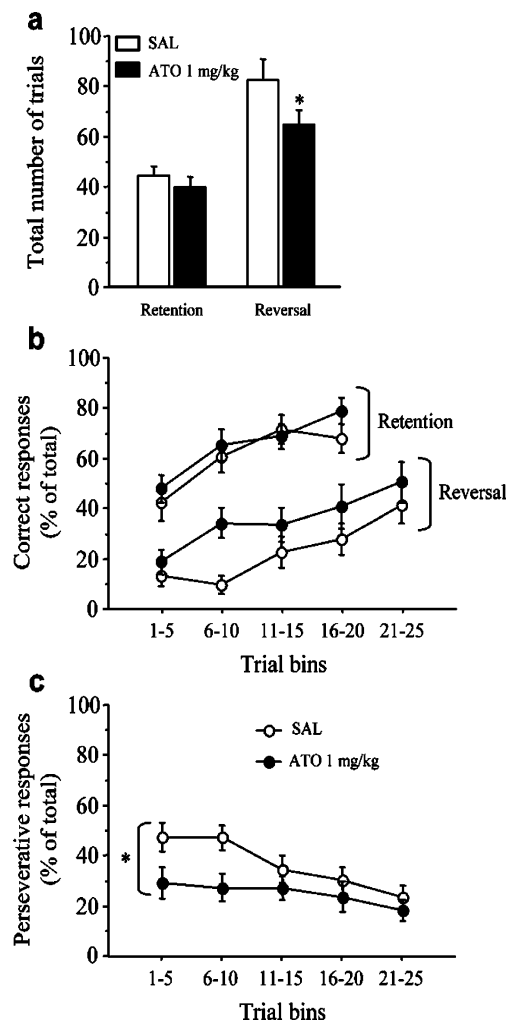 a
Total number of trials
100
80
60
40
20
0
SAL
ATO 1 mg/kg
*
Retention
Reversal
b
Correct responses
(% of total)
100
80
60
40
20
0
Retention
Reversal
1-5 6-10 11-15 16-20 21-25
Trial bins
c
Perseverative responses
(% of total)
100
80
60
40
20
0
SAL
ATO 1 mg/kg
*
1-5 6-10 11-15 16-20 21-25
Trial bins